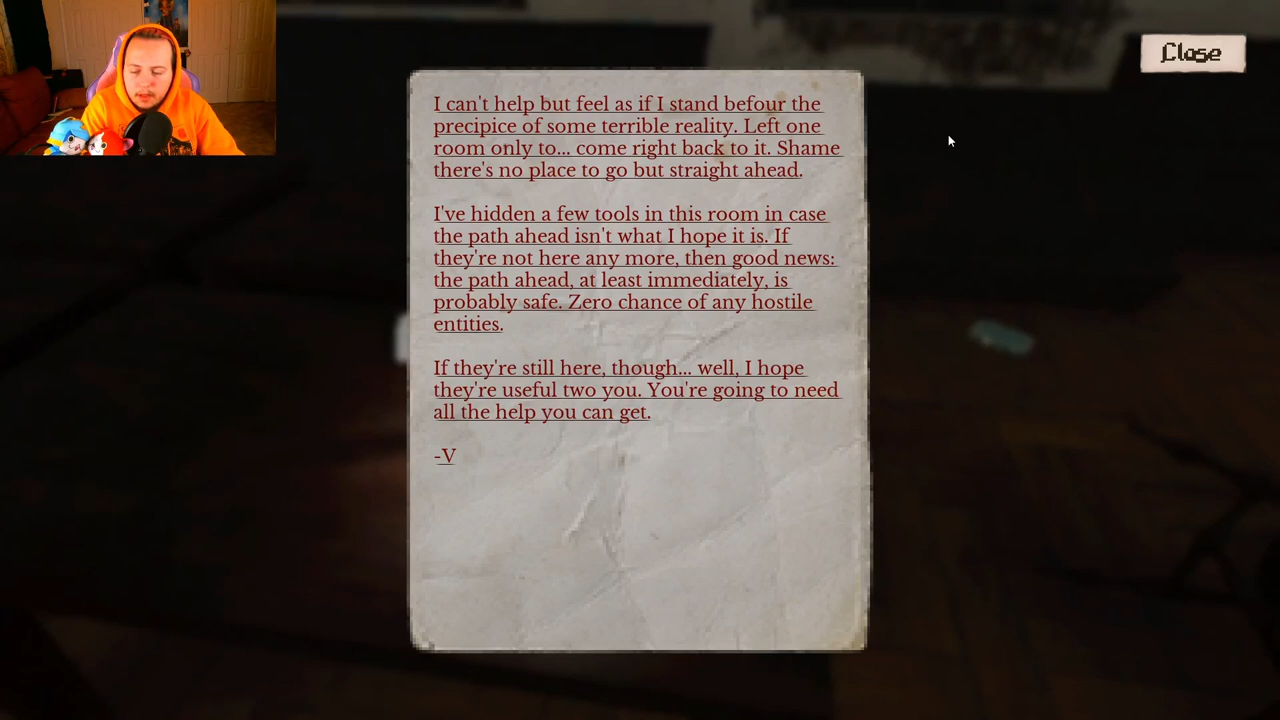 Close
I can't help but feel as if I stand befour the
precipice of some terrible reality. Left one
room only to... come right back to it. Shame
there's no place to go but straight ahead.
I've hidden a few tools in this room in case
the path ahead isn't what I hope it is. If
they're not here any more, then good news:
the path ahead, at least immediately, is
probably safe. Zero chance of any hostile
entities.
If they're still here, though... well, I hope
they're useful two you. You're going to need
all the help you can get.
-V